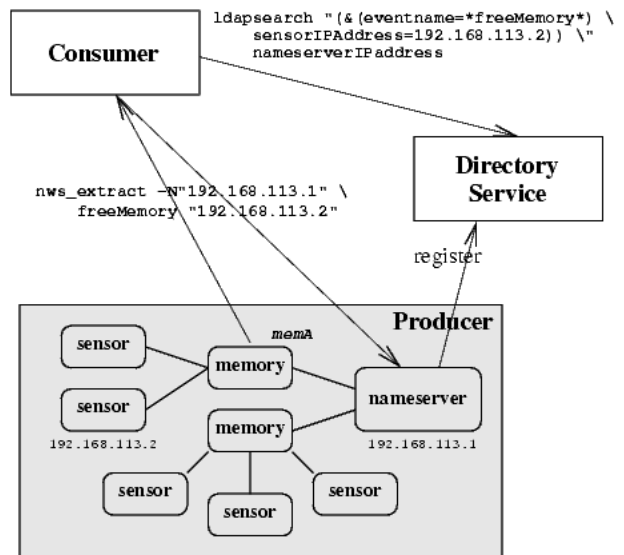 ldapsearch "(&(eventname=*freeMemory*) \
sensorIPAddress=192.168.113.2)) \"
nameserverIPaddress
Consumer
Directory
Service
nws_extract -N"192.168.113.1" \
freeMemory "192.168.113.2"
register
Producer
memA
sensor
memory
sensor
nameserver
memory
192.168.113.2
192.168.113.1
sensor
sensor
sensor